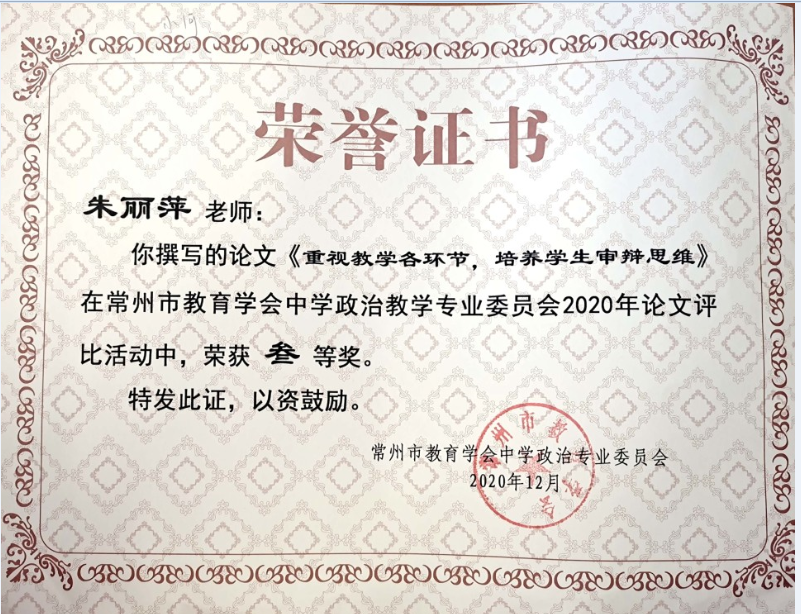 荣誉证书
朱丽萍 老师：
你撰写的论文《重视教学各环节，培养学生审辩思维》
在常州市教育学会中学政治教学专业委员会2020年论文评
比活动中，荣获 叁 等奖。
特发此证，以资鼓励。
常州市教育学会中学政治专业委员会
2020年12月